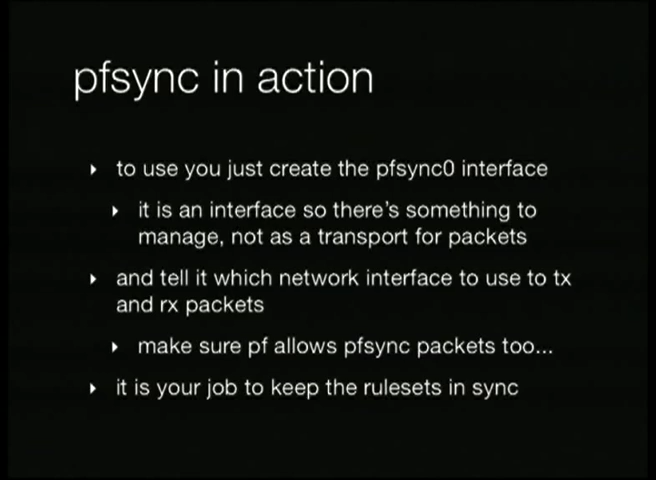 pfsync in action
‣ to use you just create the pfsync0 interface
‣ it is an interface so there's something to
manage, not as a transport for packets
‣ and tell it which network interface to use to tx
and rx packets
‣ make sure pf allows pfsync packets too...
‣ it is your job to keep the rulesets in sync